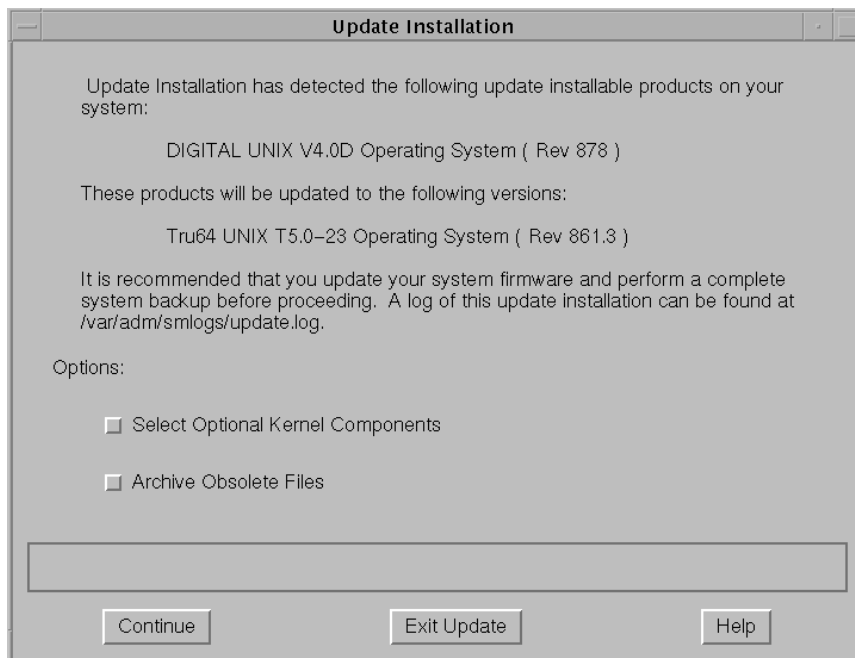 Update Installation
Update Installation has detected the following update installable products on your
system:
DIGITAL UNIX V4.0D Operating System ( Rev 878 )
These products will be updated to the following versions:
Tru64 UNIX T5.0–23 Operating System ( Rev 861.3 )
It is recommended that you update your system firmware and perform a complete
system backup before proceeding.  A log of this update installation can be found at
/var/adm/smlogs/update.log.
Options:
Select Optional Kernel Components
Archive Obsolete Files
Continue
Exit Update
Help